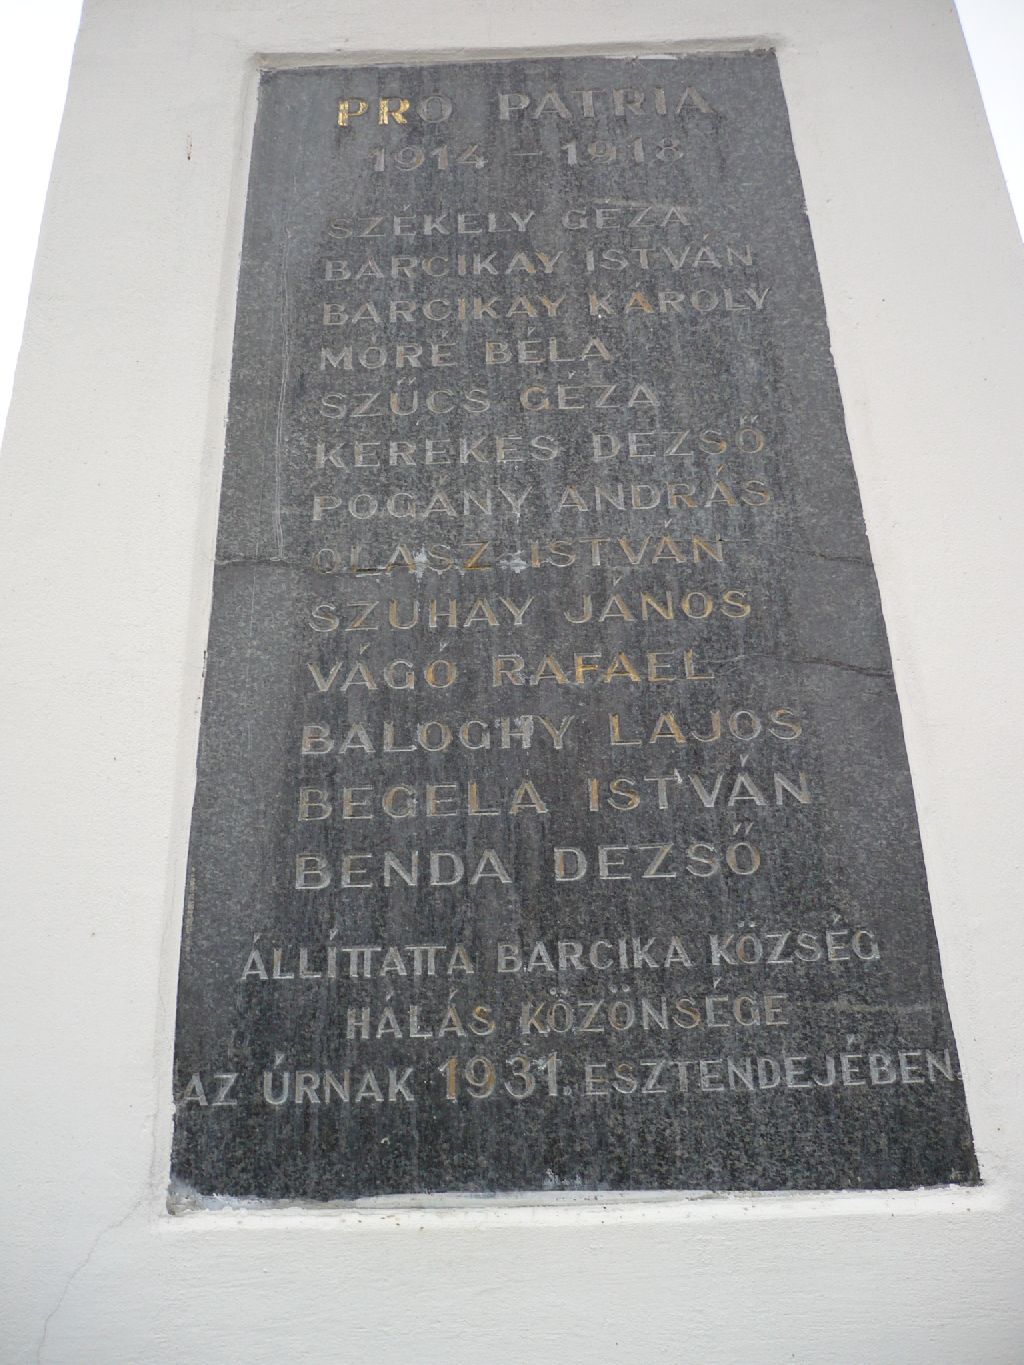 PRO PATRIA
1914 - 1918
SZÉKELY GÉZA
BARCIKAY ISTVÁN
BARCIKAY KÁROLY
MÓRÉ BÉLA
SZŰCS GÉZA
KEREKES DEZSŐ
POGÁNY ANDRÁS
OLASZ ISTVÁN
SZUHAY JÁNOS
VÁGÓ RAFAEL
BALOGHY LAJOS
BEGELA ISTVÁN
BENDA DEZSŐ
ÁLLÍTTATTA BARCIKA KÖZSÉG
HÁLÁS KÖZÖNSÉGE
AZ ÚRNAK 1931. ESZTENDEJÉBEN.